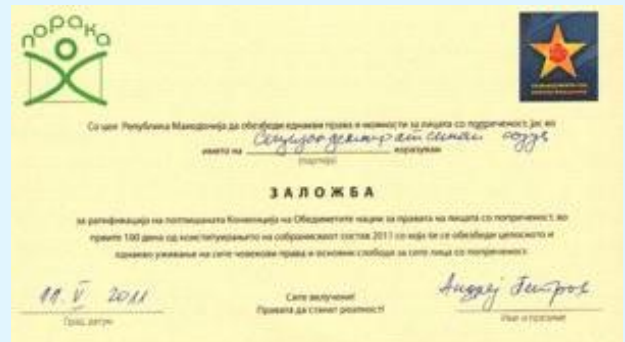 порака
Со цел Република Македонија да обезбеди еднакви права и можности за лицата со попреченост, јас во
името на изразувам
(партија)
ЗАЛОЖБА
за ратификација на потпишаната Конвенција на Обединетите нации за правата на лицата со попреченост, во
првите 100 дена од конституирањето на собранискиот состав 2011 со која ќе се обезбеди целосното и
еднакво уживање на сите човекови права и основни слободи за сите лица со попреченост.
11. V 2011
Град, датум
Сите вклучени!
Правата да станат реалност!
Андреј Петров
Име и презиме